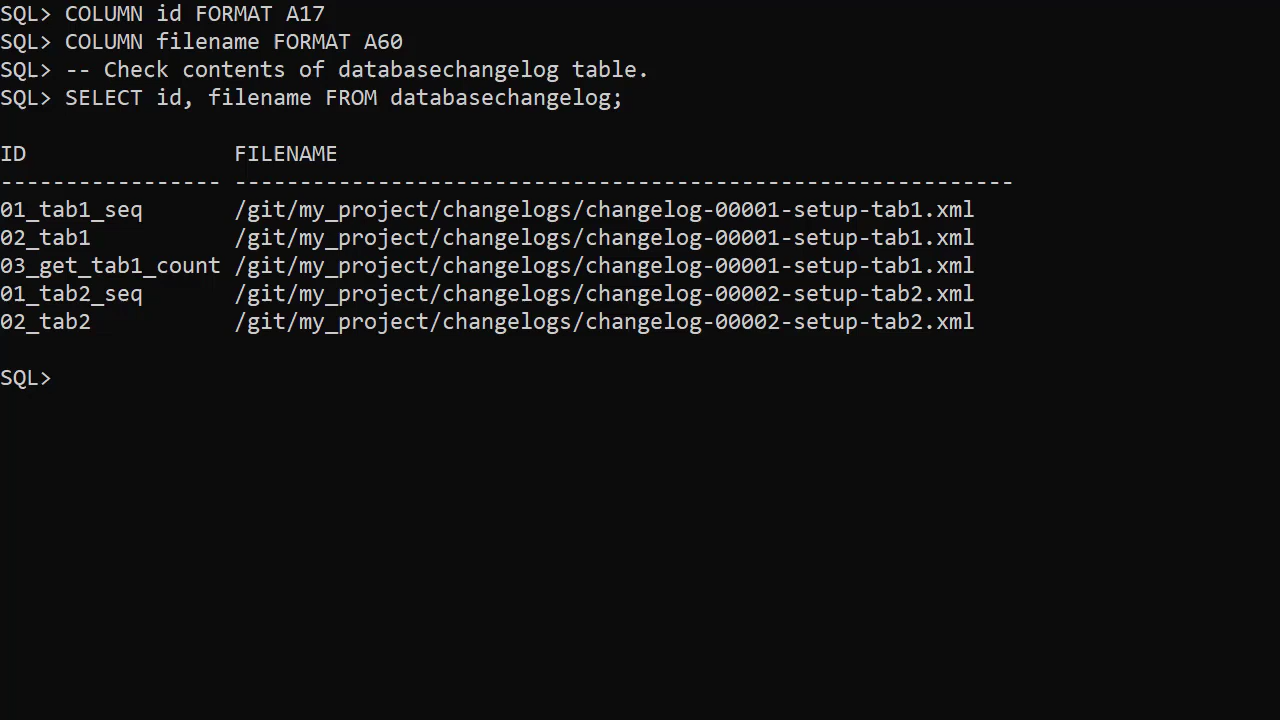 SQL> COLUMN id FORMAT A17
SQL> COLUMN filename FORMAT A60
SQL> -- Check contents of databasechangelog table.
SQL> SELECT id, filename FROM databasechangelog;
ID                FILENAME
----------------- ------------------------------------------------------------
01_tab1_seq       /git/my_project/changelogs/changelog-00001-setup-tab1.xml
02_tab1           /git/my_project/changelogs/changelog-00001-setup-tab1.xml
03_get_tab1_count /git/my_project/changelogs/changelog-00001-setup-tab1.xml
01_tab2_seq       /git/my_project/changelogs/changelog-00002-setup-tab2.xml
02_tab2           /git/my_project/changelogs/changelog-00002-setup-tab2.xml
SQL>